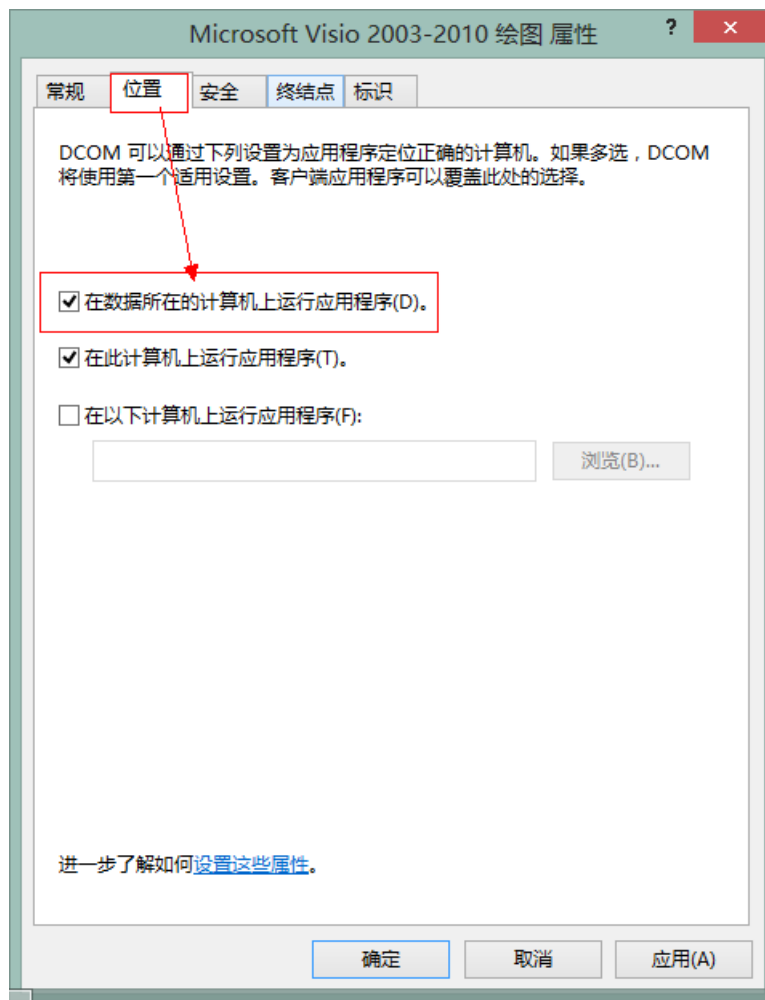 Microsoft Visio 2003-2010 绘图 属性
? ×
常规 位置 安全 终结点 标识
DCOM 可以通过下列设置为应用程序定位正确的计算机。如果多选，DCOM
将使用第一个适用设置。客户端应用程序可以覆盖此处的选择。
在数据所在的计算机上运行应用程序(D)。
在此计算机上运行应用程序(T)。
在以下计算机上运行应用程序(F):
浏览(B)...
进一步了解如何设置这些属性。
确定 取消 应用(A)